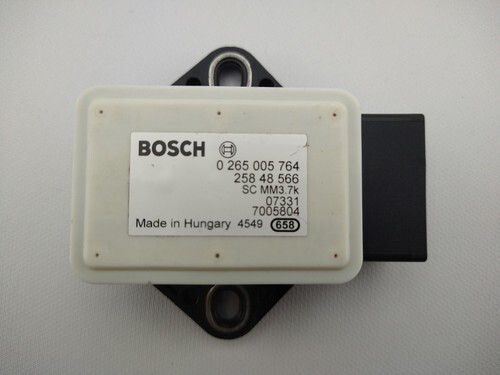 BOSCH
0 265 005 764
258 48 566
SC MM3.7k
07331
7005804
Made in Hungary 4549 658